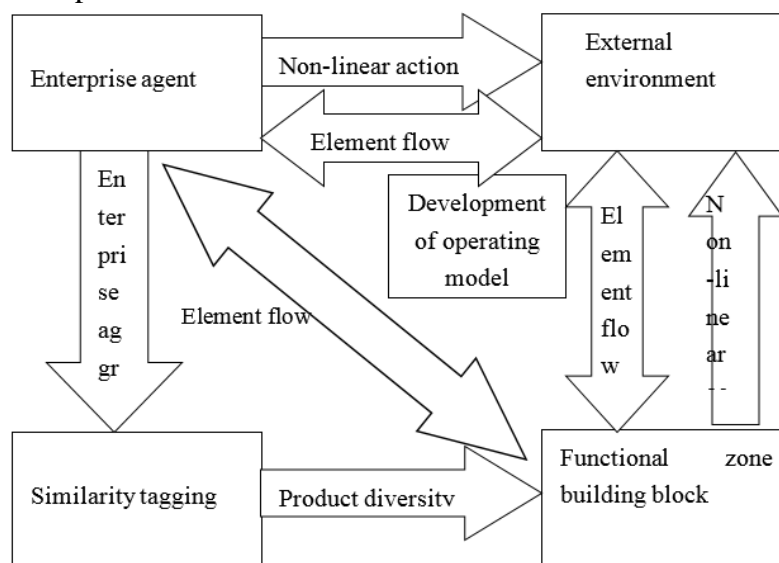 Enterprise agent
Non-linear action
External
environment
Element flow
Development
of operating
model
En
ter
pri
se
ag
gr
Element flow
El
em
ent
flo
w
N
on
-li
ne
ar
Similarity tagging
Product diversity
Functional zone
building block